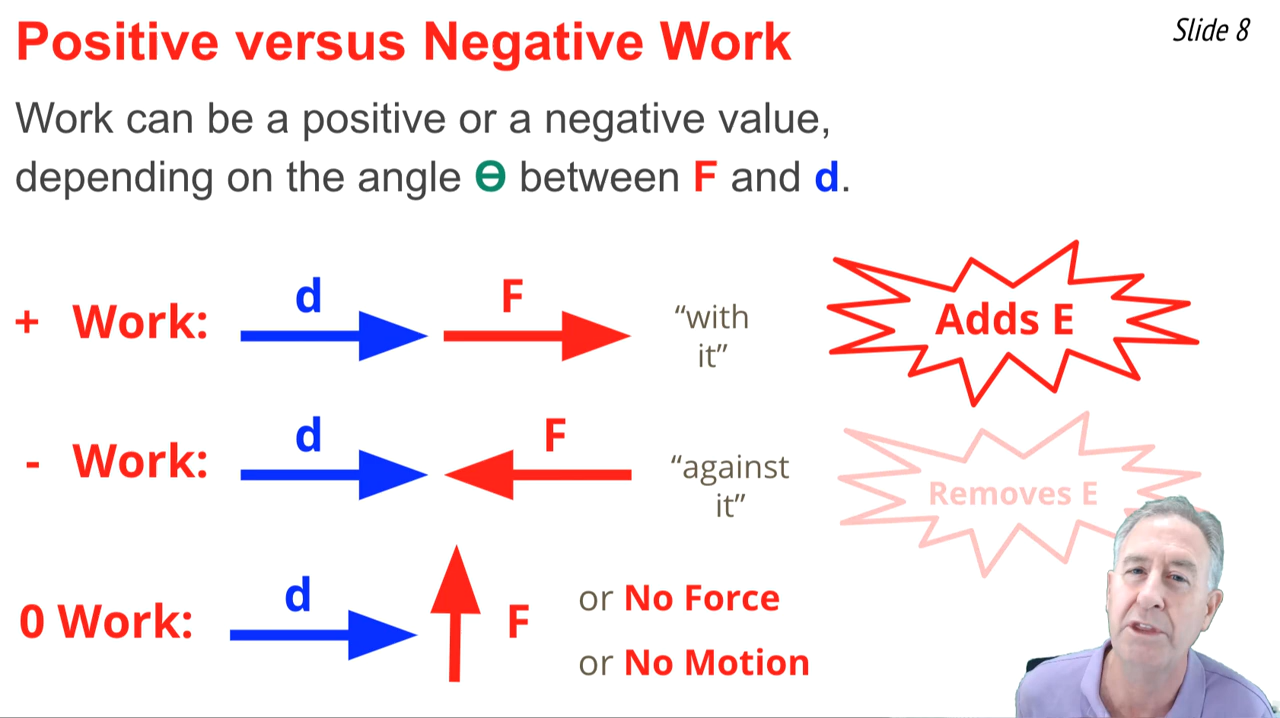 Positive versus Negative Work
Slide 8
Work can be a positive or a negative value,
depending on the angle Ө between F and d.
+ Work:
d
F
“with
it”
Adds E
- Work:
d
F
“against
it”
Removes E
0 Work:
d
F
or No Force
or No Motion